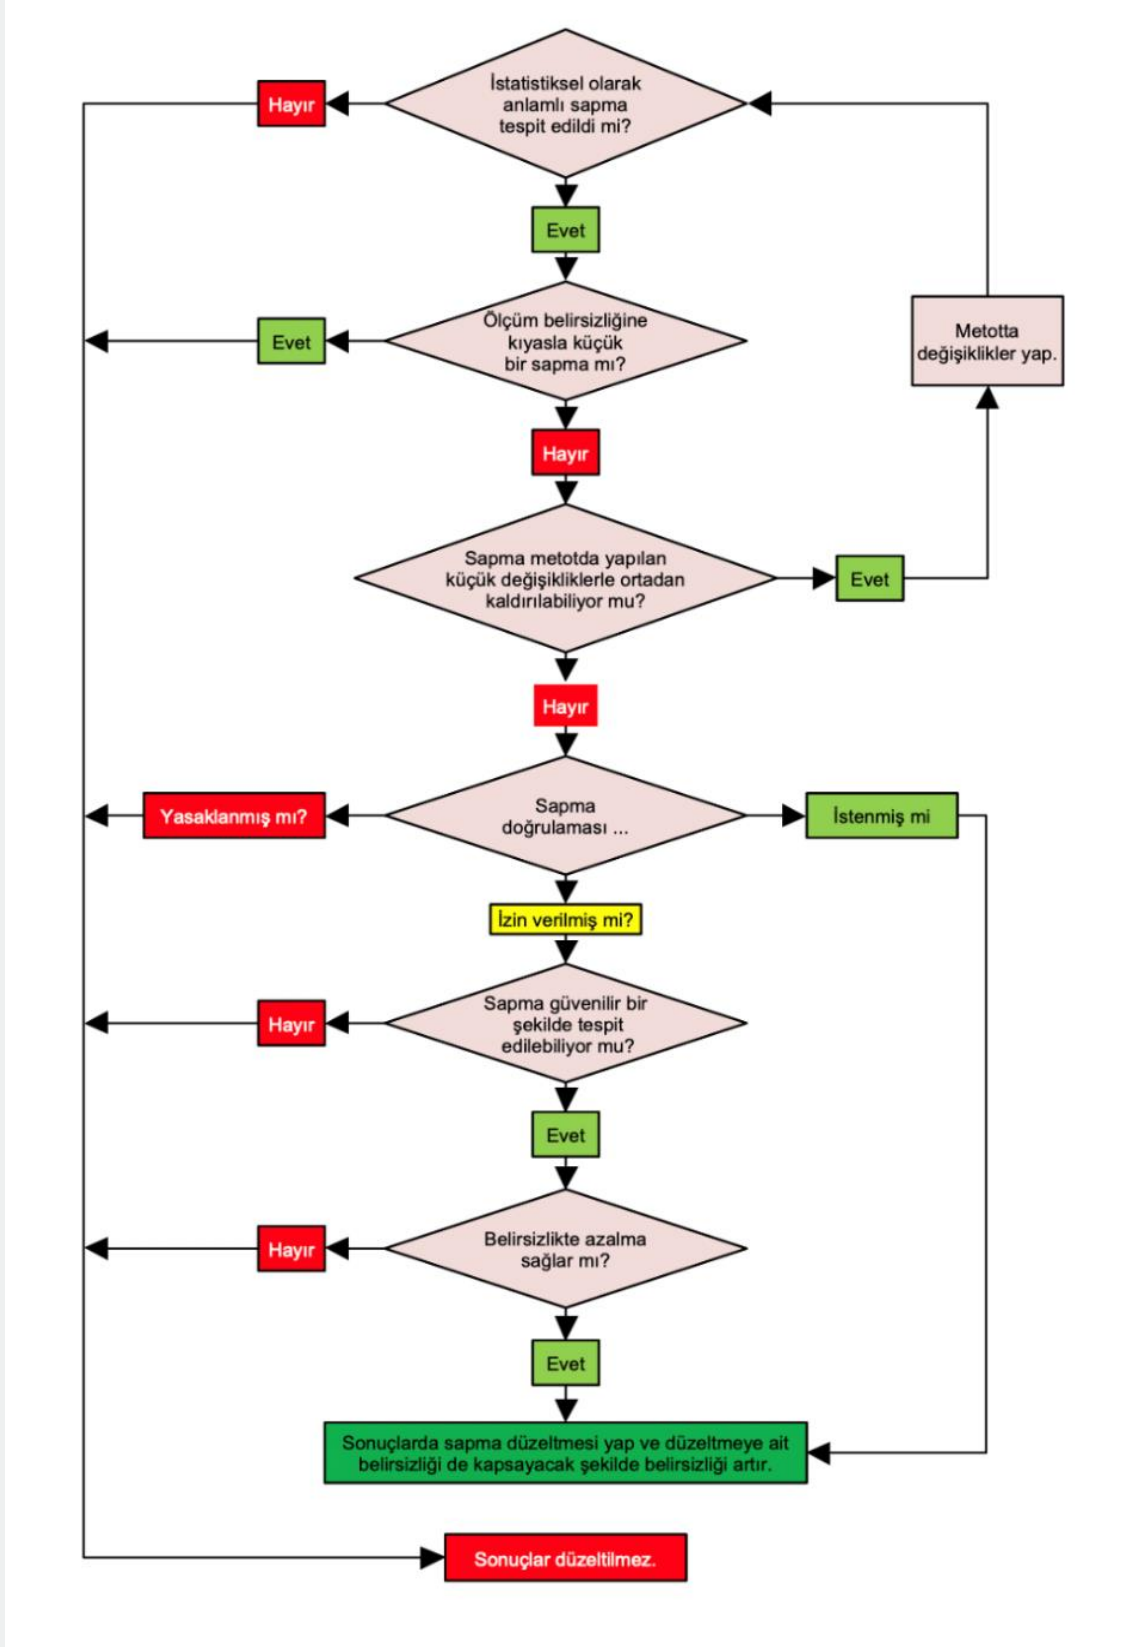 İstatistiksel olarak
anlamlı sapma
tespit edildi mi?
Hayır
Evet
Ölçüm belirsizliğine
kıyasla küçük
bir sapma mı?
Evet
Metotta
değişiklikler yap.
Hayır
Sapma metotda yapılan
küçük değişikliklerle ortadan
kaldırılabiliyor mu?
Evet
Hayır
Sapma
doğrulaması ...
Yasaklanmış mı?
İstenmiş mi
İzin verilmiş mi?
Sapma güvenilir bir
şekilde tespit
edilebiliyor mu?
Hayır
Evet
Belirsizlikte azalma
sağlar mı?
Hayır
Evet
Sonuçlarda sapma düzeltmesi yap ve düzeltmeye ait
belirsizliği de kapsayacak şekilde belirsizliği artır.
Sonuçlar düzeltilmez.